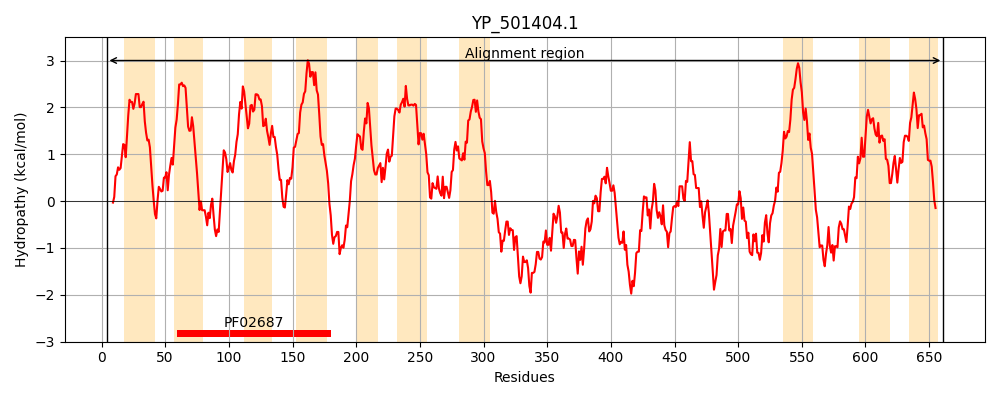 YP_501404.1
Alignment region
Hydropathy (kcal/mol)
3
2
1
0
−1
−2
−3
PF02687
0 50 100 150 200 250 300 350 400 450 500 550 600 650
Residues